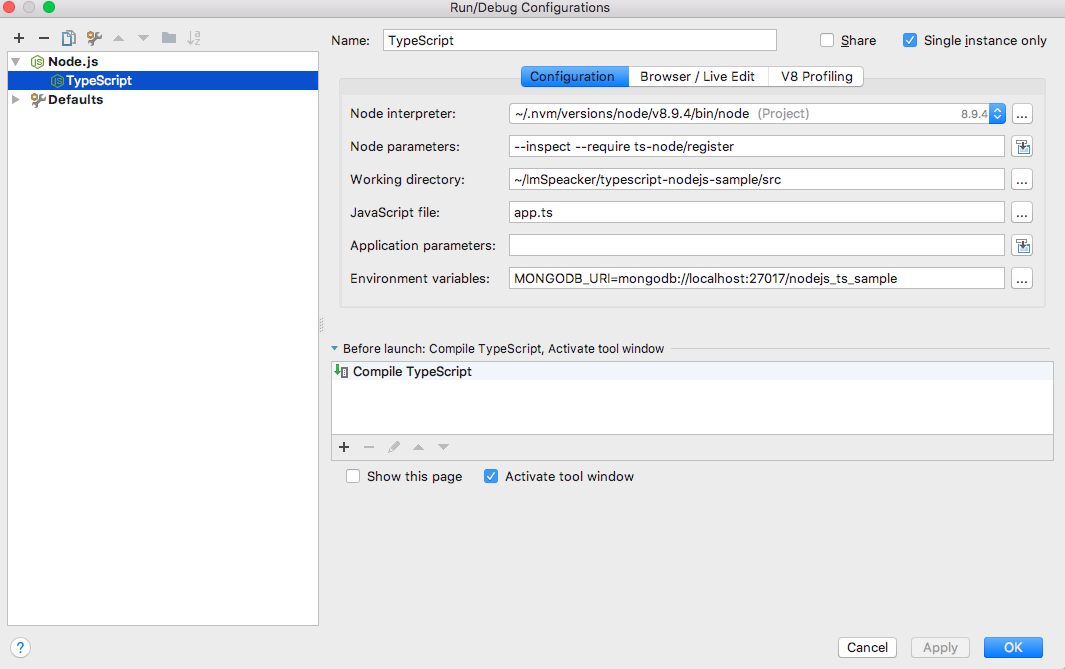 Run/Debug Configurations
Name: TypeScript Share Single instance only
Node.js
TypeScript
Defaults
Configuration Browser / Live Edit V8 Profiling
Node interpreter: ~/.nvm/versions/node/v8.9.4/bin/node (Project) 8.9.4 ...
Node parameters: --inspect --require ts-node/register
Working directory: ~/ImSpeacker/typescript-nodejs-sample/src ...
JavaScript file: app.ts ...
Application parameters:
Environment variables: MONGODB_URI=mongodb://localhost:27017/nodejs_ts_sample ...
Before launch: Compile TypeScript, Activate tool window
Compile TypeScript
Show this page Activate tool window
? Cancel Apply OK